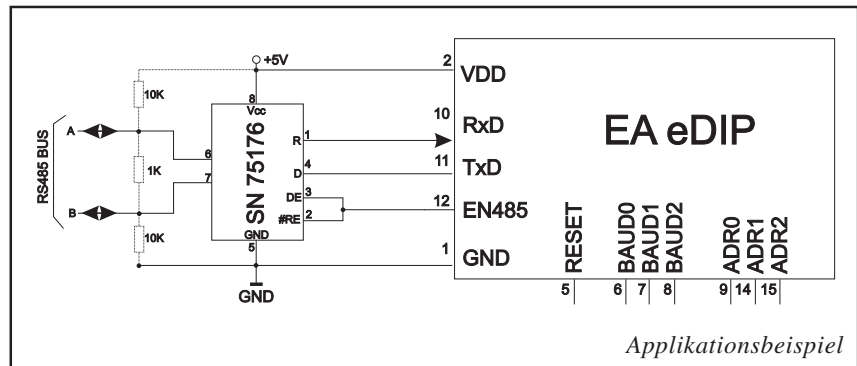 +5V
2
VDD
10K
8
Vcc
10
RxD
EA eDIP
RS485 BUS
A
6
SN 75176
R
1
11
TxD
1K
D
4
7
DE
3
12
EN485
B
#RE
2
10K
GND
5
1
GND
GND
RESET
BAUD0
BAUD1
BAUD2
ADR0
ADR1
ADR2
5
6
7
8
9
14
15
Applikationsbeispiel